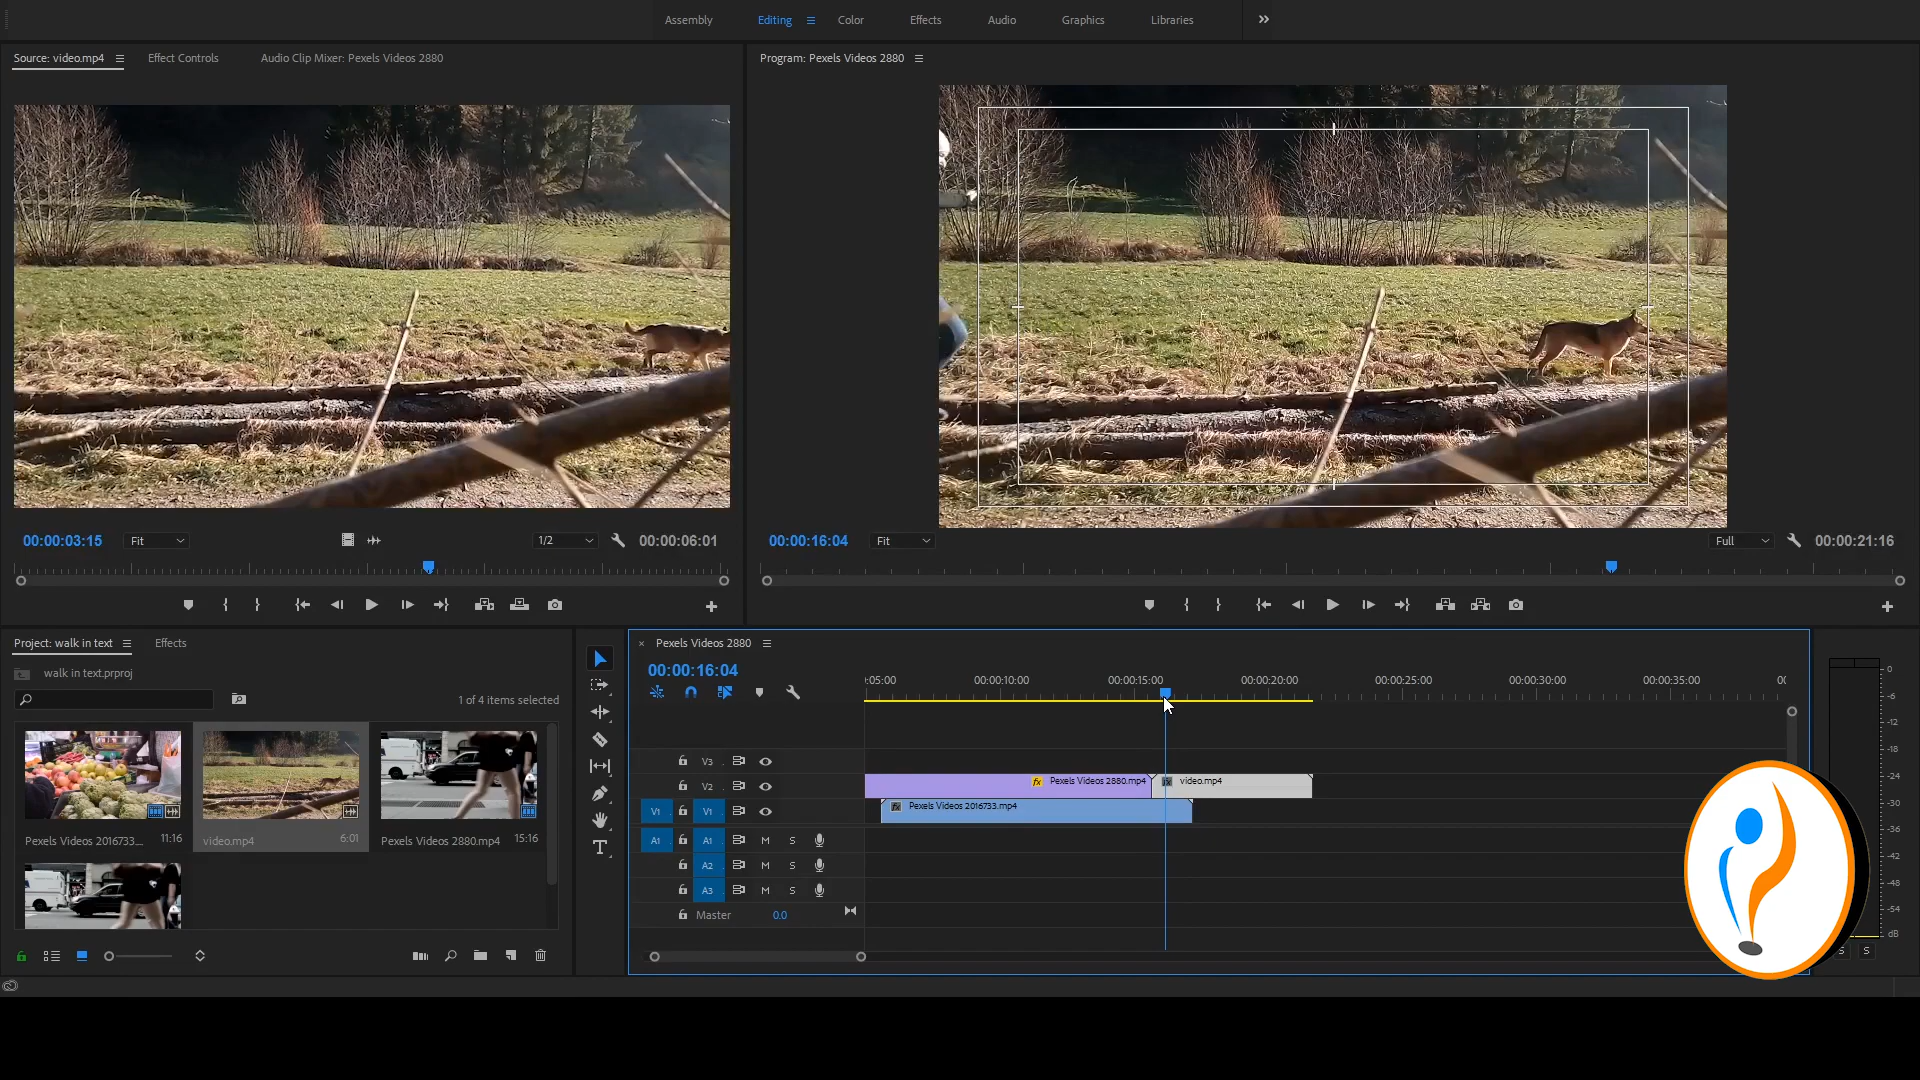 Assembly Editing Color Effects Audio Graphics Libraries
Source: video.mp4 Effect Controls Audio Clip Mixer: Pexels Videos 2880
Program: Pexels Videos 2880
00:00:03:15 Fit 1/2 00:00:06:01
00:00:16:04 Fit Full 00:00:21:16
Project: walk in text Effects
walk in text.prproj
1 of 4 items selected
Pexels Videos 2016733... 11:16
video.mp4 6:01
Pexels Videos 2880.mp4 15:16
× Pexels Videos 2880
00:00:16:04
:05:00 00:00:10:00 00:00:15:00 00:00:20:00 00:00:25:00 00:00:30:00 00:00:35:00 00
V3
V2 fx Pexels Videos 2880.mp4 fx video.mp4
V1 V1 fx Pexels Videos 2016733.mp4
A1 A1 M S
A2 M S
A3 M S
Master 0.0
0
-6
-12
-18
-24
-30
-36
-42
-48
-54
dB
S S